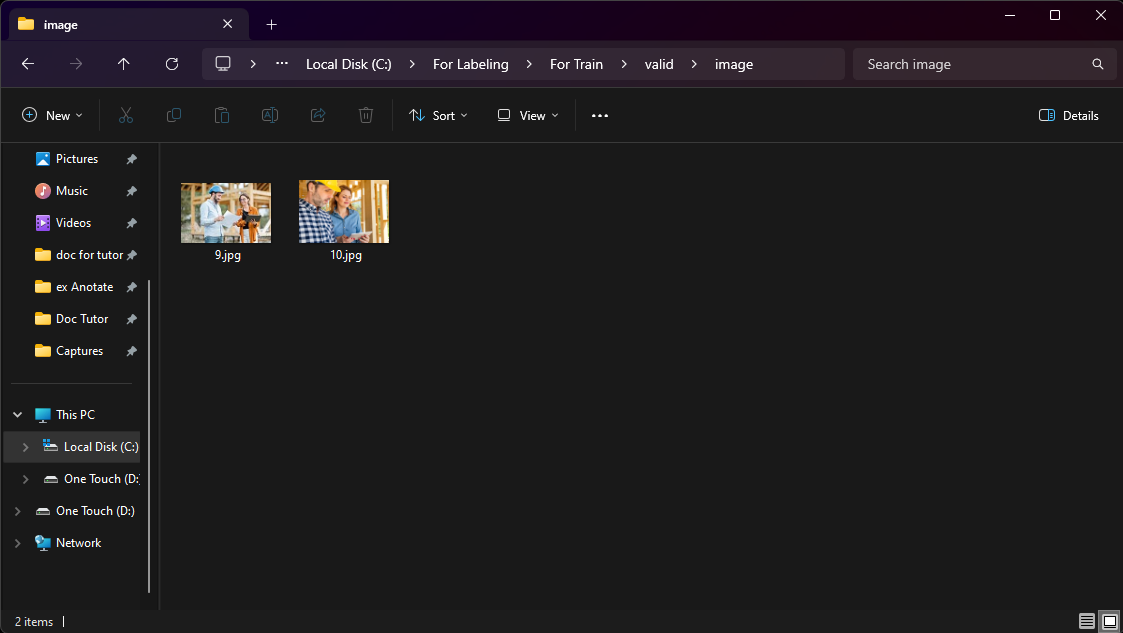 image
Local Disk (C:) For Labeling For Train valid image
Search image
New Sort View Details
Pictures
Music
Videos
doc for tutor
ex Anotate
Doc Tutor
Captures
This PC
Local Disk (C:)
One Touch (D:
One Touch (D:)
Network
9.jpg 10.jpg
2 items